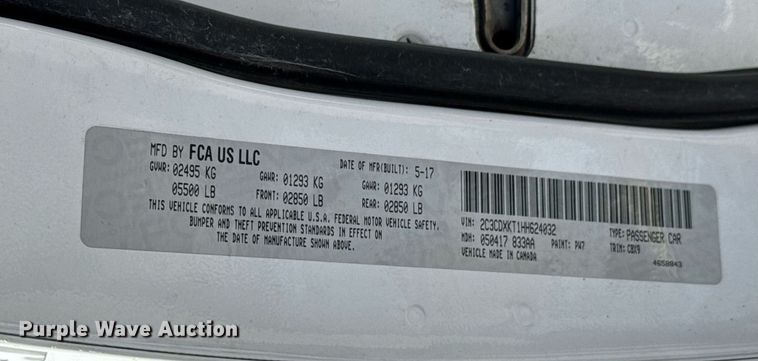 MFD BY FCA US LLC
DATE OF MFR(BUILT): 5-17
GVWR: 02495 KG GAWR: 01293 KG GAWR: 01293 KG
05500 LB FRONT: 02850 LB REAR: 02850 LB
THIS VEHICLE CONFORMS TO ALL APPLICABLE U.S.A. FEDERAL MOTOR VEHICLE SAFETY,
BUMPER AND THEFT PREVENTION STANDARDS IN EFFECT ON
THE DATE OF MANUFACTURE SHOWN ABOVE.
VIN: 2C3CDXKT1HH624032 TYPE: PASSENGER CAR
MDH: 050417 833AA PAINT: PW7 TRIM: CBX9
VEHICLE MADE IN CANADA 4658843
Purple Wave Auction